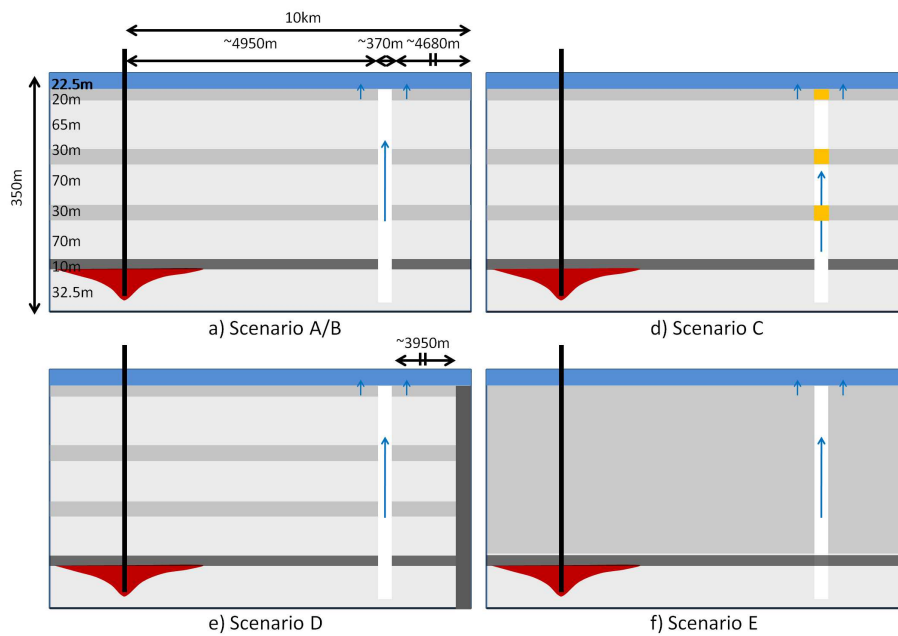 10km
~4950m
~370m
~4680m
22.5m
20m
65m
30m
70m
30m
70m
10m
32.5m
350m
a) Scenario A/B
d) Scenario C
~3950m
e) Scenario D
f) Scenario E